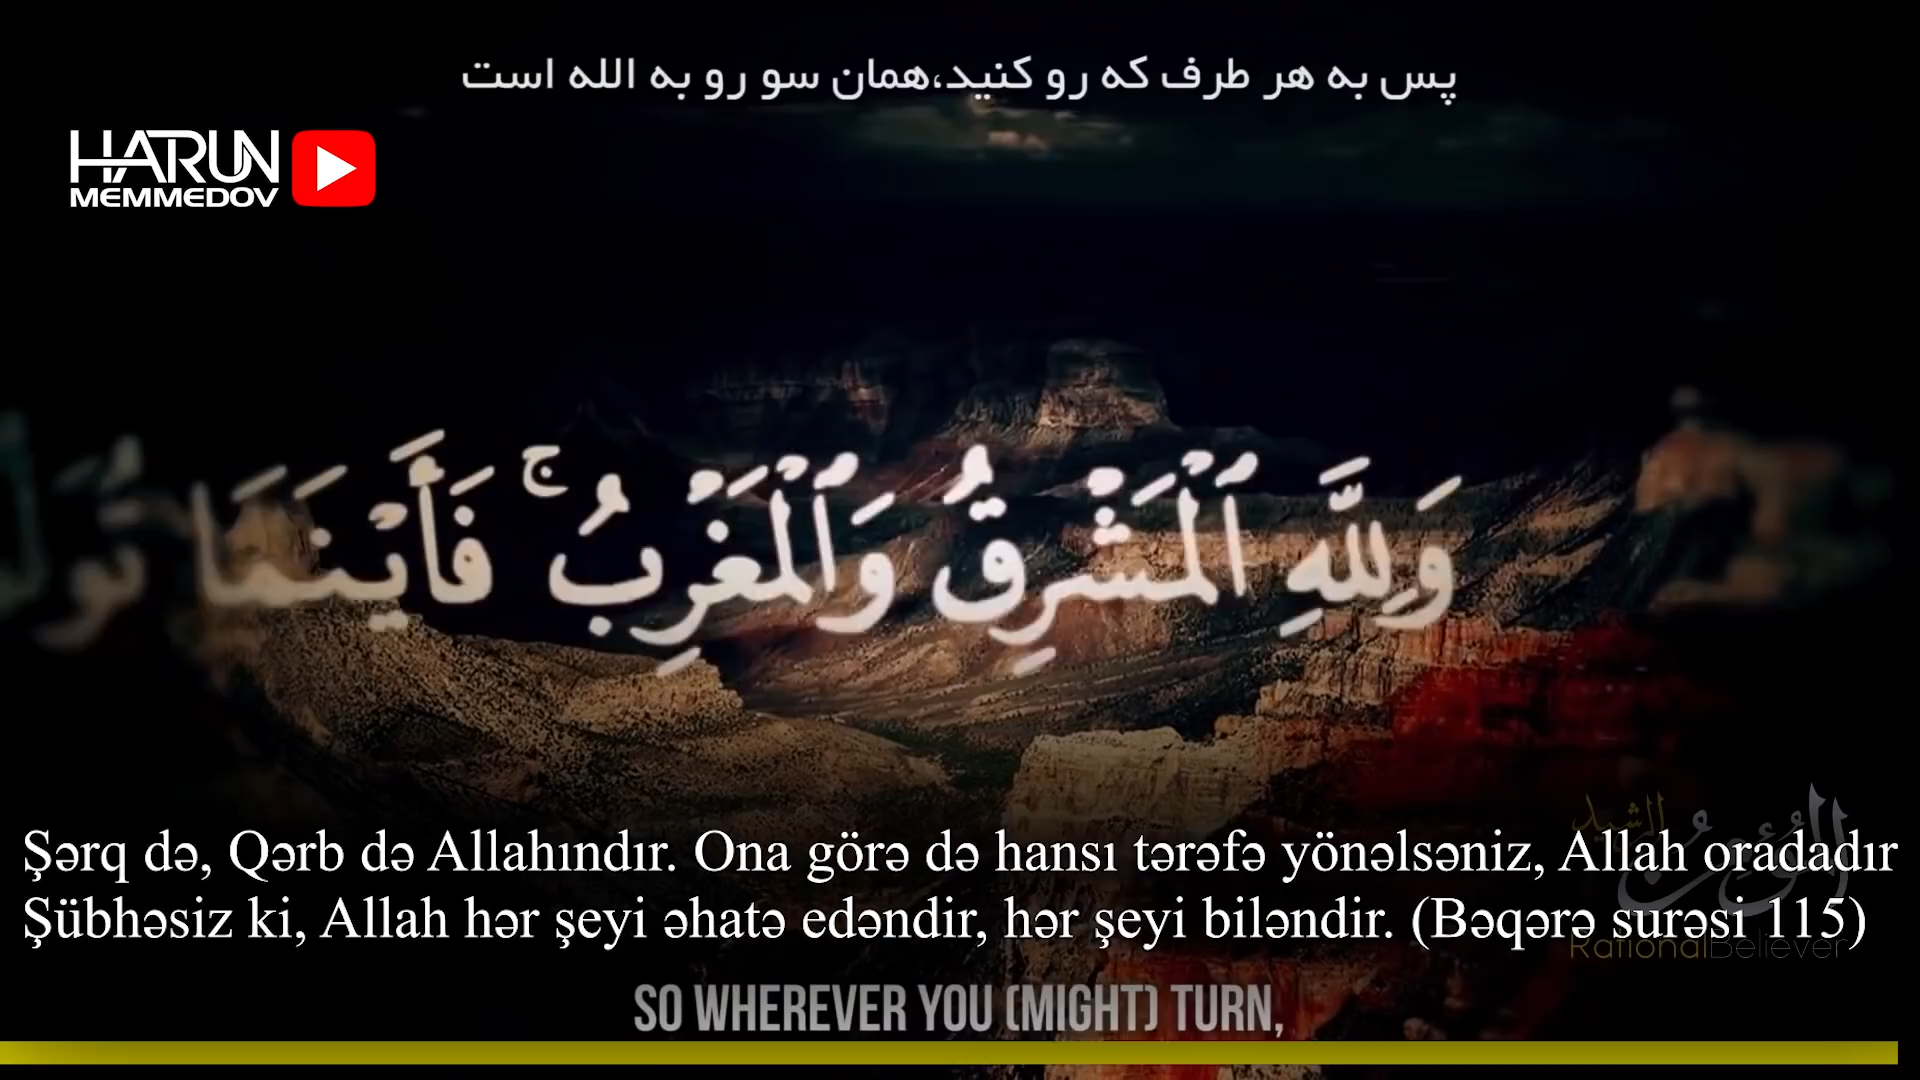 پس به هر طرف که رو کنید،همان سو رو به الله است
HARUN
MEMMEDOV
وَلِلَّهِ ٱلْمَشْرِقُ وَٱلْمَغْرِبُ ۚ فَأَيْنَمَا تُوَلُّ
Şərq də, Qərb də Allahındır. Ona görə də hansı tərəfə yönəlsəniz, Allah oradadır
Şübhəsiz ki, Allah hər şeyi əhatə edəndir, hər şeyi biləndir. (Bəqərə surəsi 115)
RationalBeliever
SO WHEREVER YOU (MIGHT) TURN,